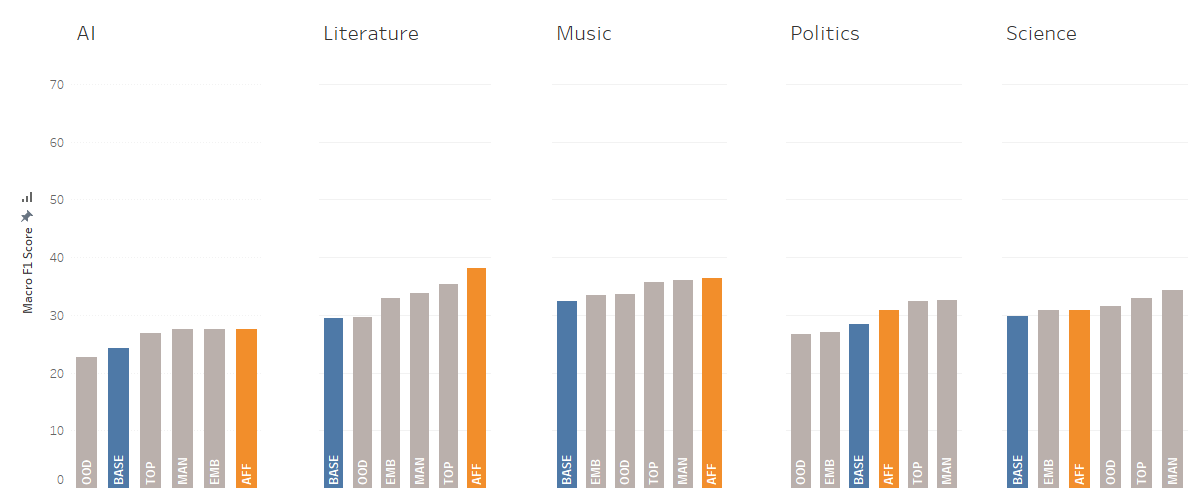 AI Literature Music Politics Science
70
60
50
40
30
20
10
0
Macro F1 Score
OOD BASE TOP MAN EMB AFF
BASE OOD EMB MAN TOP AFF
BASE EMB OOD TOP MAN AFF
OOD EMB BASE AFF TOP MAN
BASE EMB AFF OOD TOP MAN